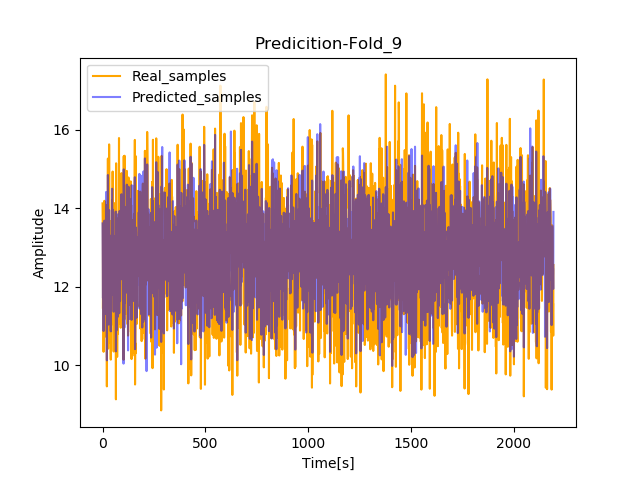 Predicition-Fold_9
Real_samples
Predicted_samples
16
14
12
10
Amplitude
0
500
1000
1500
2000
Time[s]